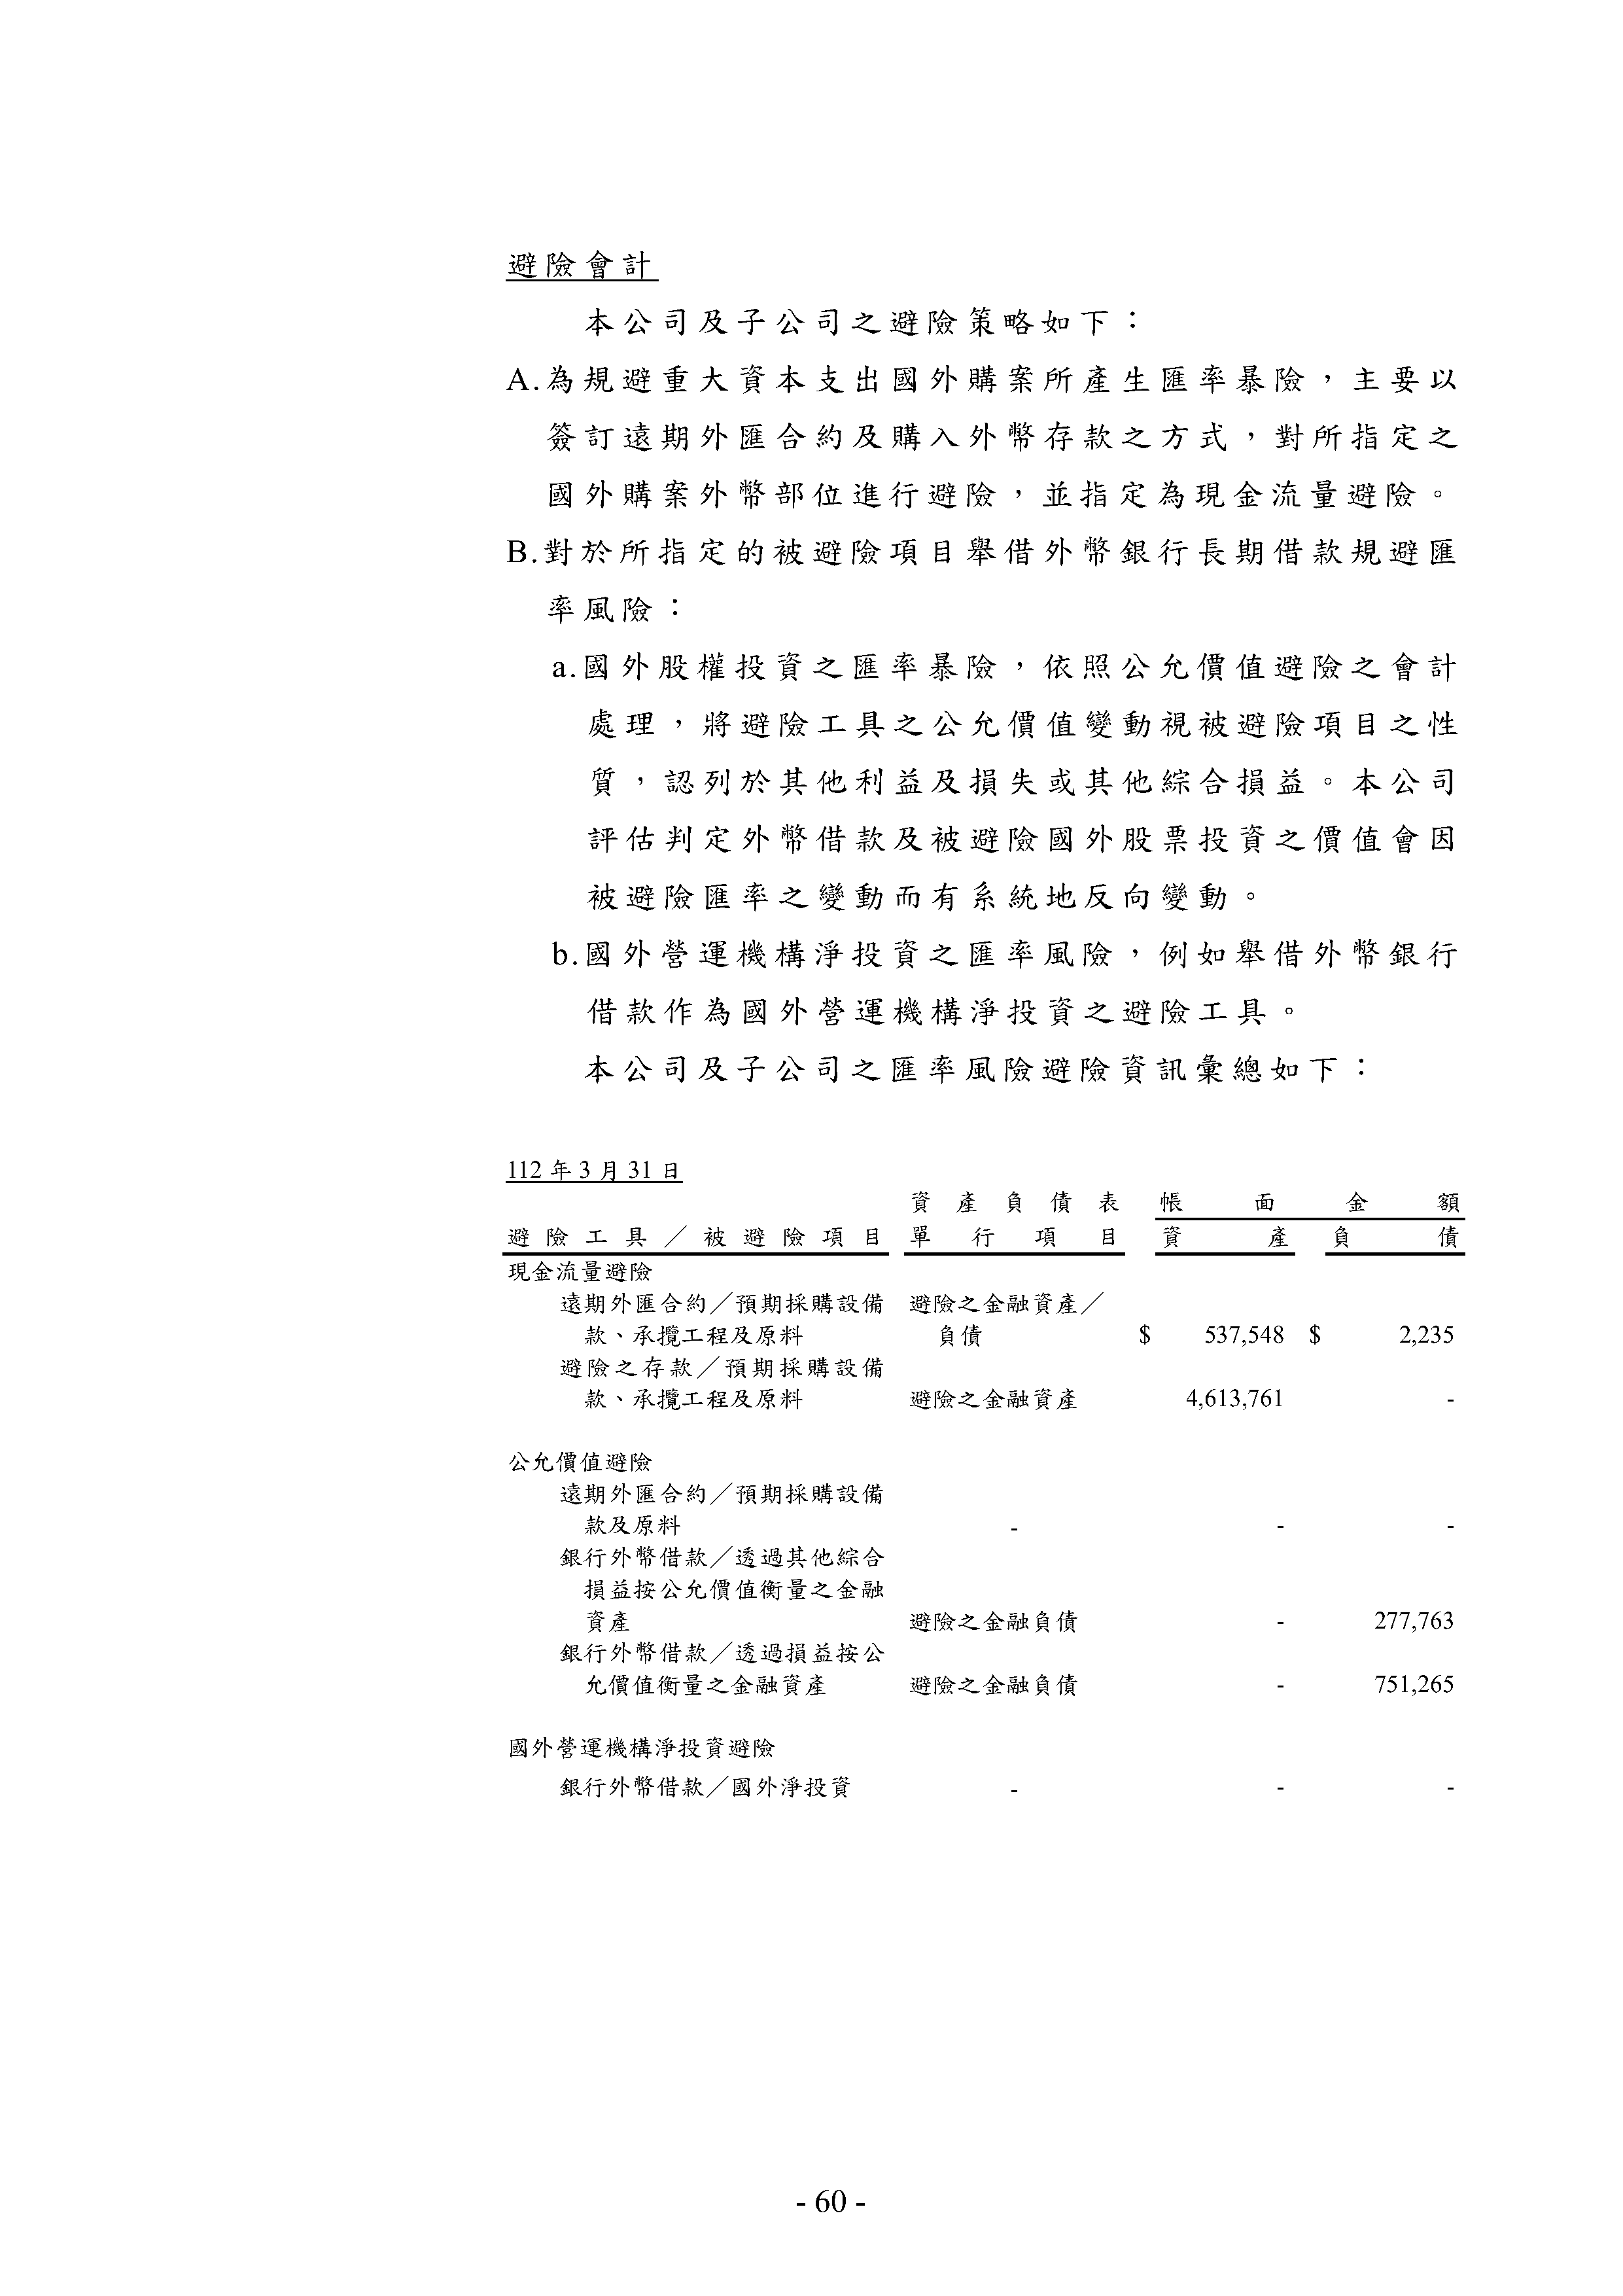 避險會計
本公司及子公司之避險策略如下：
A.為規避重大資本支出國外購案所產生匯率暴險，主要以
簽訂遠期外匯合約及購入外幣存款之方式，對所指定之
國外購案外幣部位進行避險，並指定為現金流量避險。
B.對於所指定的被避險項目舉借外幣銀行長期借款規避匯
率風險：
a.國外股權投資之匯率暴險，依照公允價值避險之會計
處理，將避險工具之公允價值變動視被避險項目之性
質，認列於其他利益及損失或其他綜合損益。本公司
評估判定外幣借款及被避險國外股票投資之價值會因
被避險匯率之變動而有系統地反向變動。
b.國外營運機構淨投資之匯率風險，例如舉借外幣銀行
借款作為國外營運機構淨投資之避險工具。
本公司及子公司之匯率風險避險資訊彙總如下：
112 年 3 月 31 日
資產負債表 帳面金額
避險工具／被避險項目 單行項目 資產 負債
現金流量避險
遠期外匯合約／預期採購設備 避險之金融資產／
款、承攬工程及原料 負債 $ 537,548 $ 2,235
避險之存款／預期採購設備
款、承攬工程及原料 避險之金融資產 4,613,761 -
公允價值避險
遠期外匯合約／預期採購設備
款及原料 - - -
銀行外幣借款／透過其他綜合
損益按公允價值衡量之金融
資產 避險之金融負債 - 277,763
銀行外幣借款／透過損益按公
允價值衡量之金融資產 避險之金融負債 - 751,265
國外營運機構淨投資避險
銀行外幣借款／國外淨投資 - - -
- 60 -